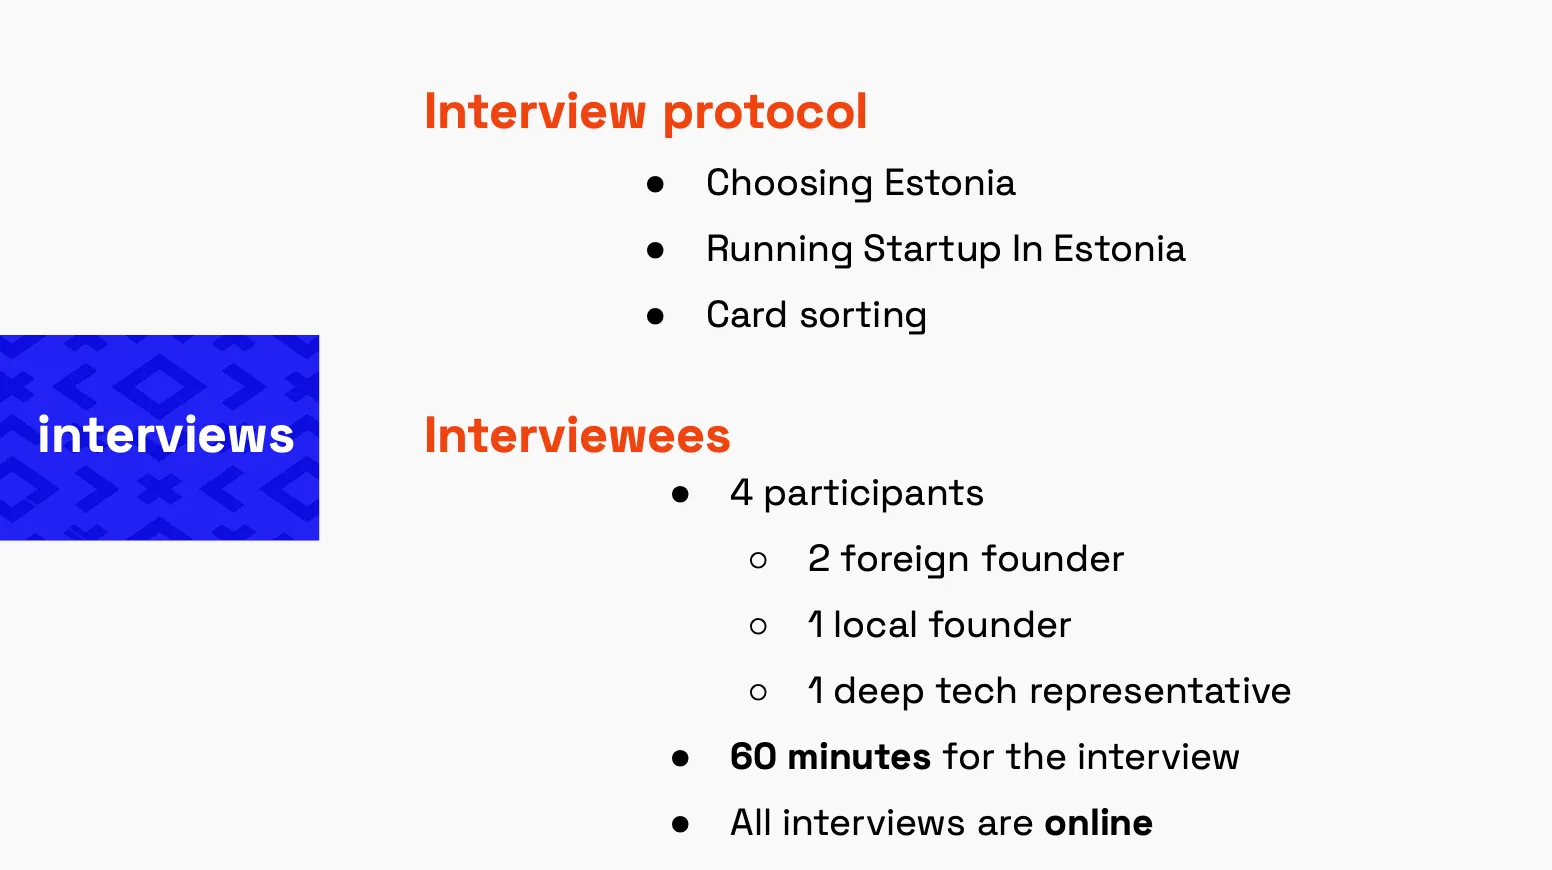 Interview protocol
● Choosing Estonia
● Running Startup In Estonia
● Card sorting
interviews
Interviewees
● 4 participants
○ 2 foreign founder
○ 1 local founder
○ 1 deep tech representative
● 60 minutes for the interview
● All interviews are online